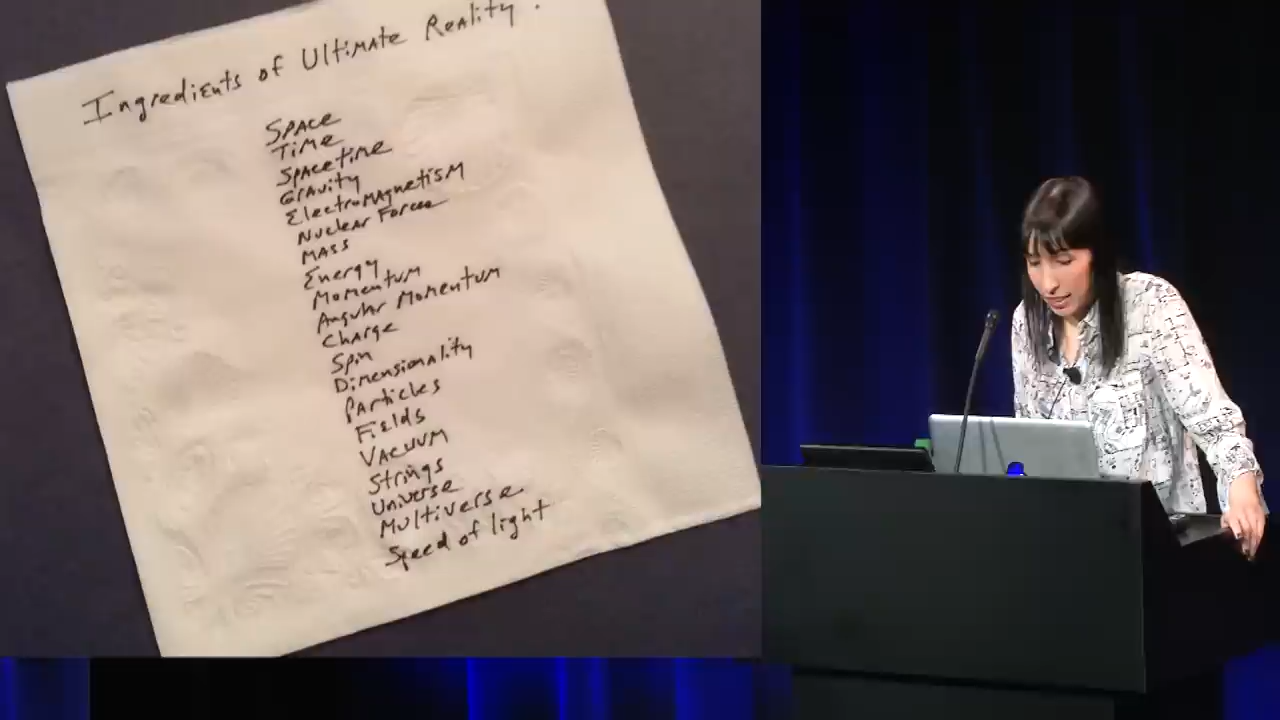 Ingredients of Ultimate Reality.
Space
Time
Spacetime
Gravity
Electromagnetism
Nuclear Forces
Mass
Energy
Momentum
Angular Momentum
Charge
Spin
Dimensionality
Particles
Fields
Vacuum
Strings
Universe
Multiverse
Speed of light